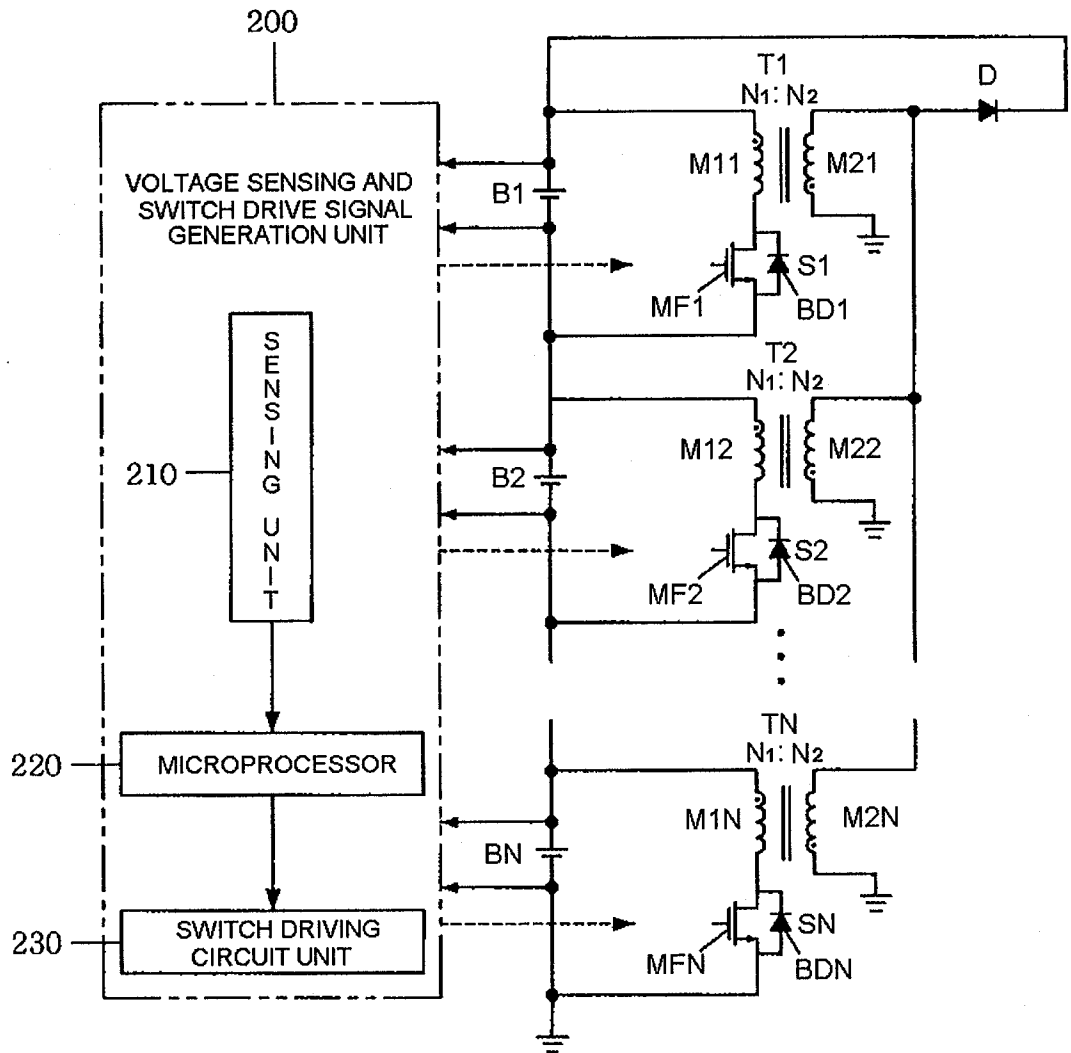 200
VOLTAGE SENSING AND
SWITCH DRIVE SIGNAL
GENERATION UNIT
SENSING UNIT
210
MICROPROCESSOR
220
SWITCH DRIVING
CIRCUIT UNIT
230
T1
N1:N2
D
M11
M21
B1
S1
MF1
BD1
T2
N1:N2
M12
M22
B2
S2
MF2
BD2
TN
N1:N2
M1N
M2N
BN
SN
MFN
BDN